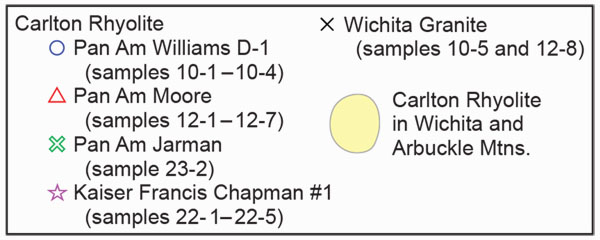 Carlton Rhyolite
Pan Am Williams D-1
(samples 10-1–10-4)
Pan Am Moore
(samples 12-1–12-7)
Pan Am Jarman
(sample 23-2)
Kaiser Francis Chapman #1
(samples 22-1–22-5)
Wichita Granite
(samples 10-5 and 12-8)
Carlton Rhyolite
in Wichita and
Arbuckle Mtns.